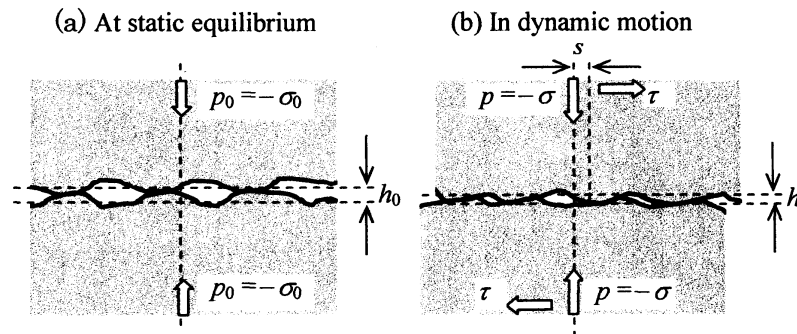 (a) At static equilibrium
(b) In dynamic motion
s
p₀ = −σ₀
p = −σ
τ
h₀
h
p₀ = −σ₀
τ
p = −σ